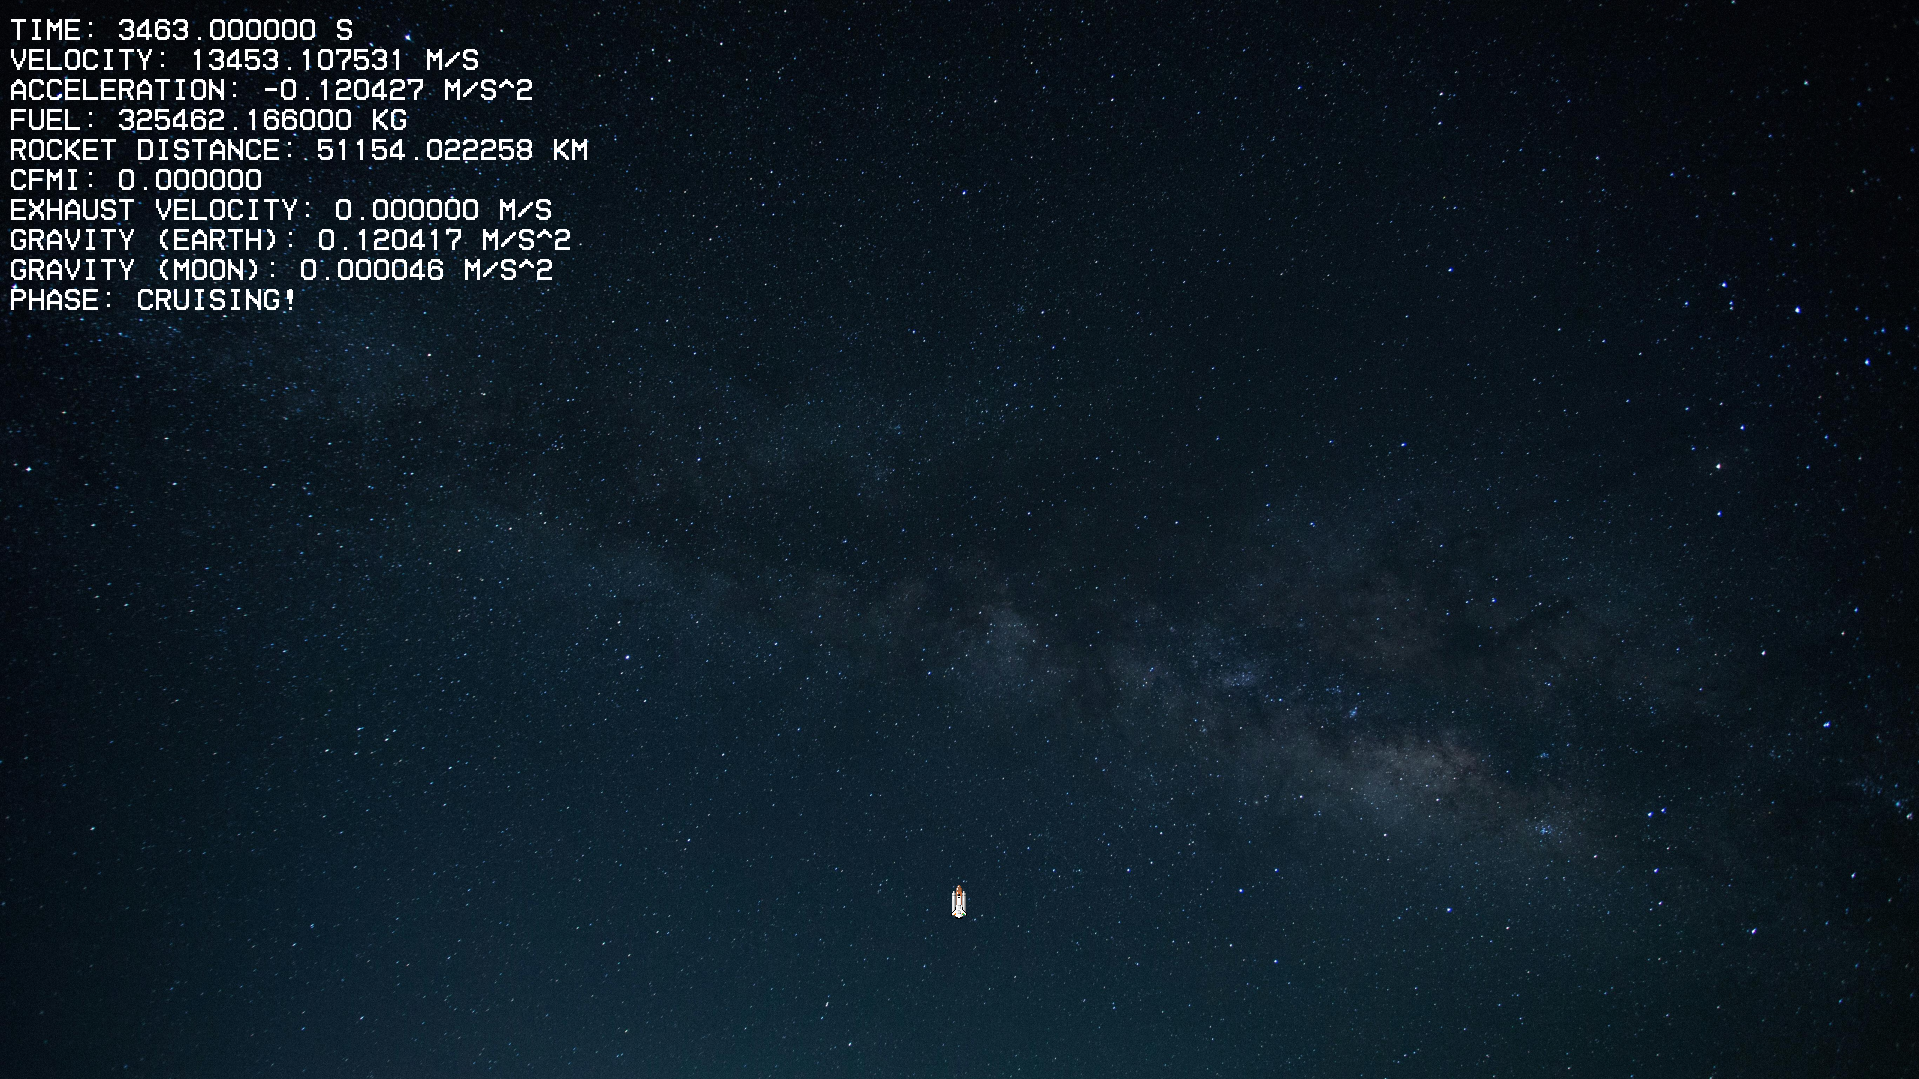 TIME: 3463.000000 S
VELOCITY: 13453.107531 M/S
ACCELERATION: -0.120427 M/S^2
FUEL: 325462.166000 KG
ROCKET DISTANCE: 51154.022258 KM
CFMI: 0.000000
EXHAUST VELOCITY: 0.000000 M/S
GRAVITY (EARTH): 0.120417 M/S^2
GRAVITY (MOON): 0.000046 M/S^2
PHASE: CRUISING!